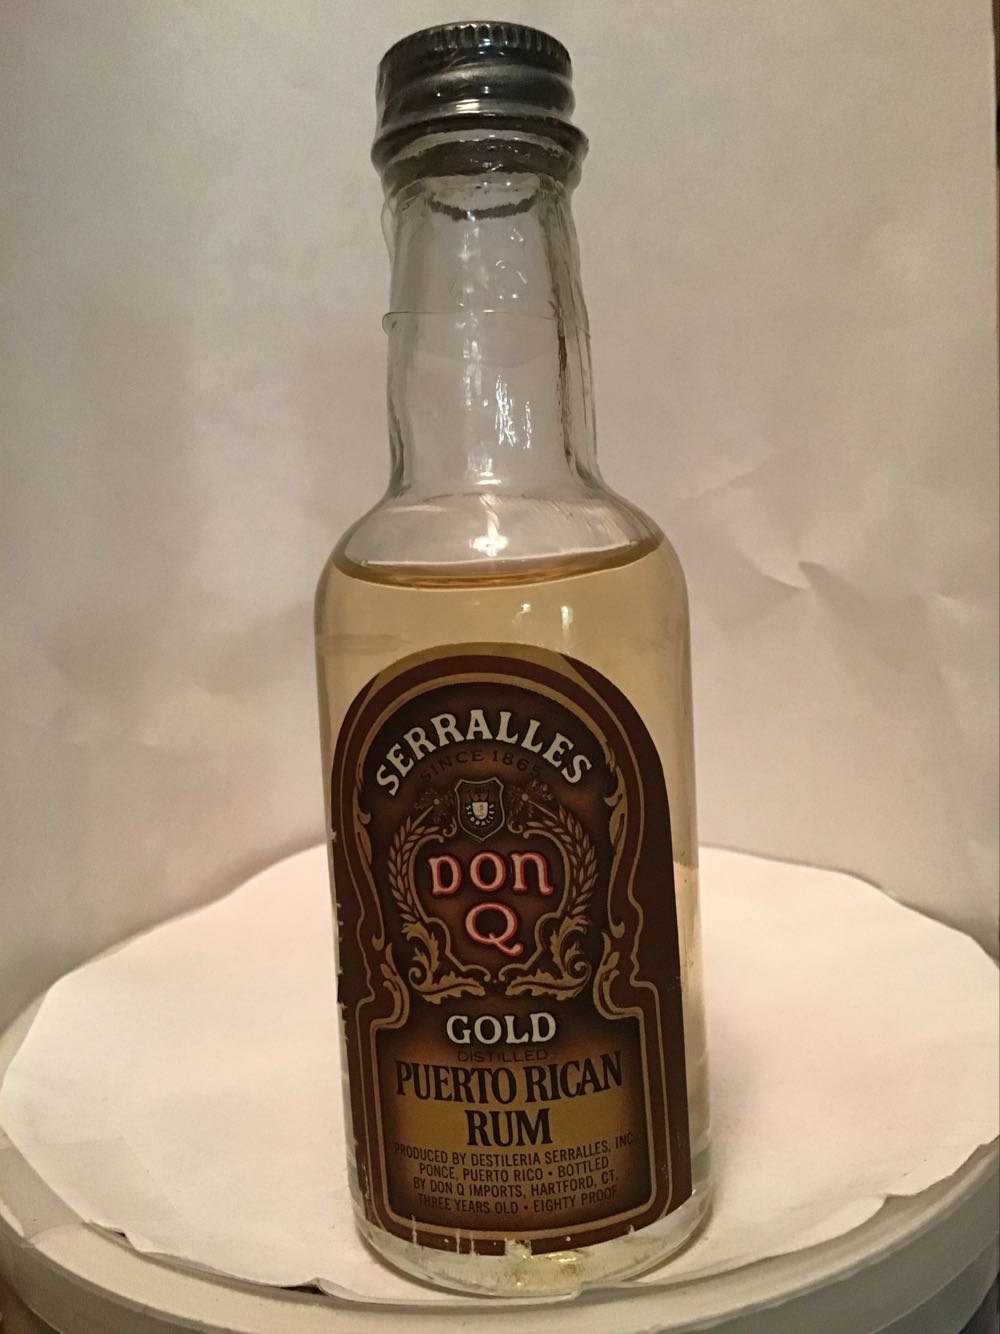 SERRALLES
SINCE 1865
SERRALLES
DON
Q
GOLD
DISTILLED
PUERTO RICAN
RUM
PRODUCED BY DESTILERIA SERRALLES, INC.
PONCE, PUERTO RICO • BOTTLED
BY DON Q IMPORTS, HARTFORD, CT.
THREE YEARS OLD • EIGHTY PROOF